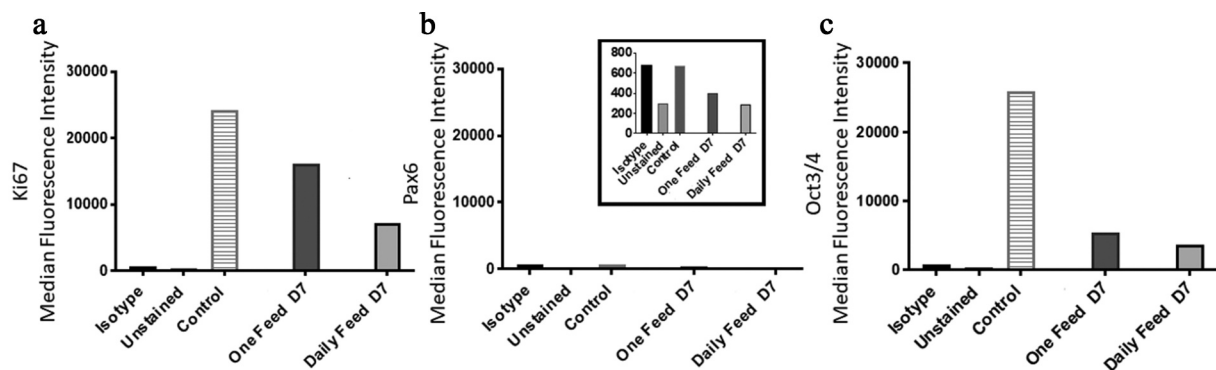 a
Ki67
Median Fluorescence Intensity
30000
20000
10000
0
Isotype
Unstained
Control
One Feed D7
Daily Feed D7
b
Pax6
Median Fluorescence Intensity
30000
20000
10000
0
Isotype
Unstained
Control
One Feed D7
Daily Feed D7
800
600
400
200
0
Isotype
Unstained
Control
One Feed D7
Daily Feed D7
c
Oct3/4
Median Fluorescence Intensity
30000
20000
10000
0
Isotype
Unstained
Control
One Feed D7
Daily Feed D7